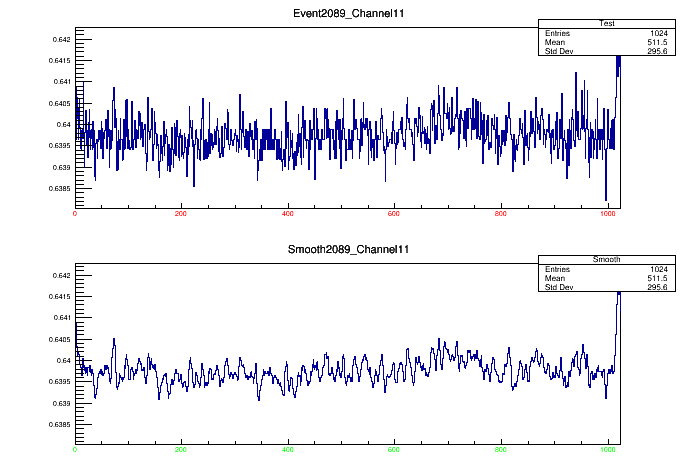 Event2089_Channel11
Test
Entries 1024
Mean 511.5
Std Dev 295.6
0.642
0.6415
0.641
0.6405
0.64
0.6395
0.639
0.6385
0 200 400 600 800 1000
Smooth2089_Channel11
Smooth
Entries 1024
Mean 511.5
Std Dev 295.6
0.642
0.6415
0.641
0.6405
0.64
0.6395
0.639
0.6385
0 200 400 600 800 1000